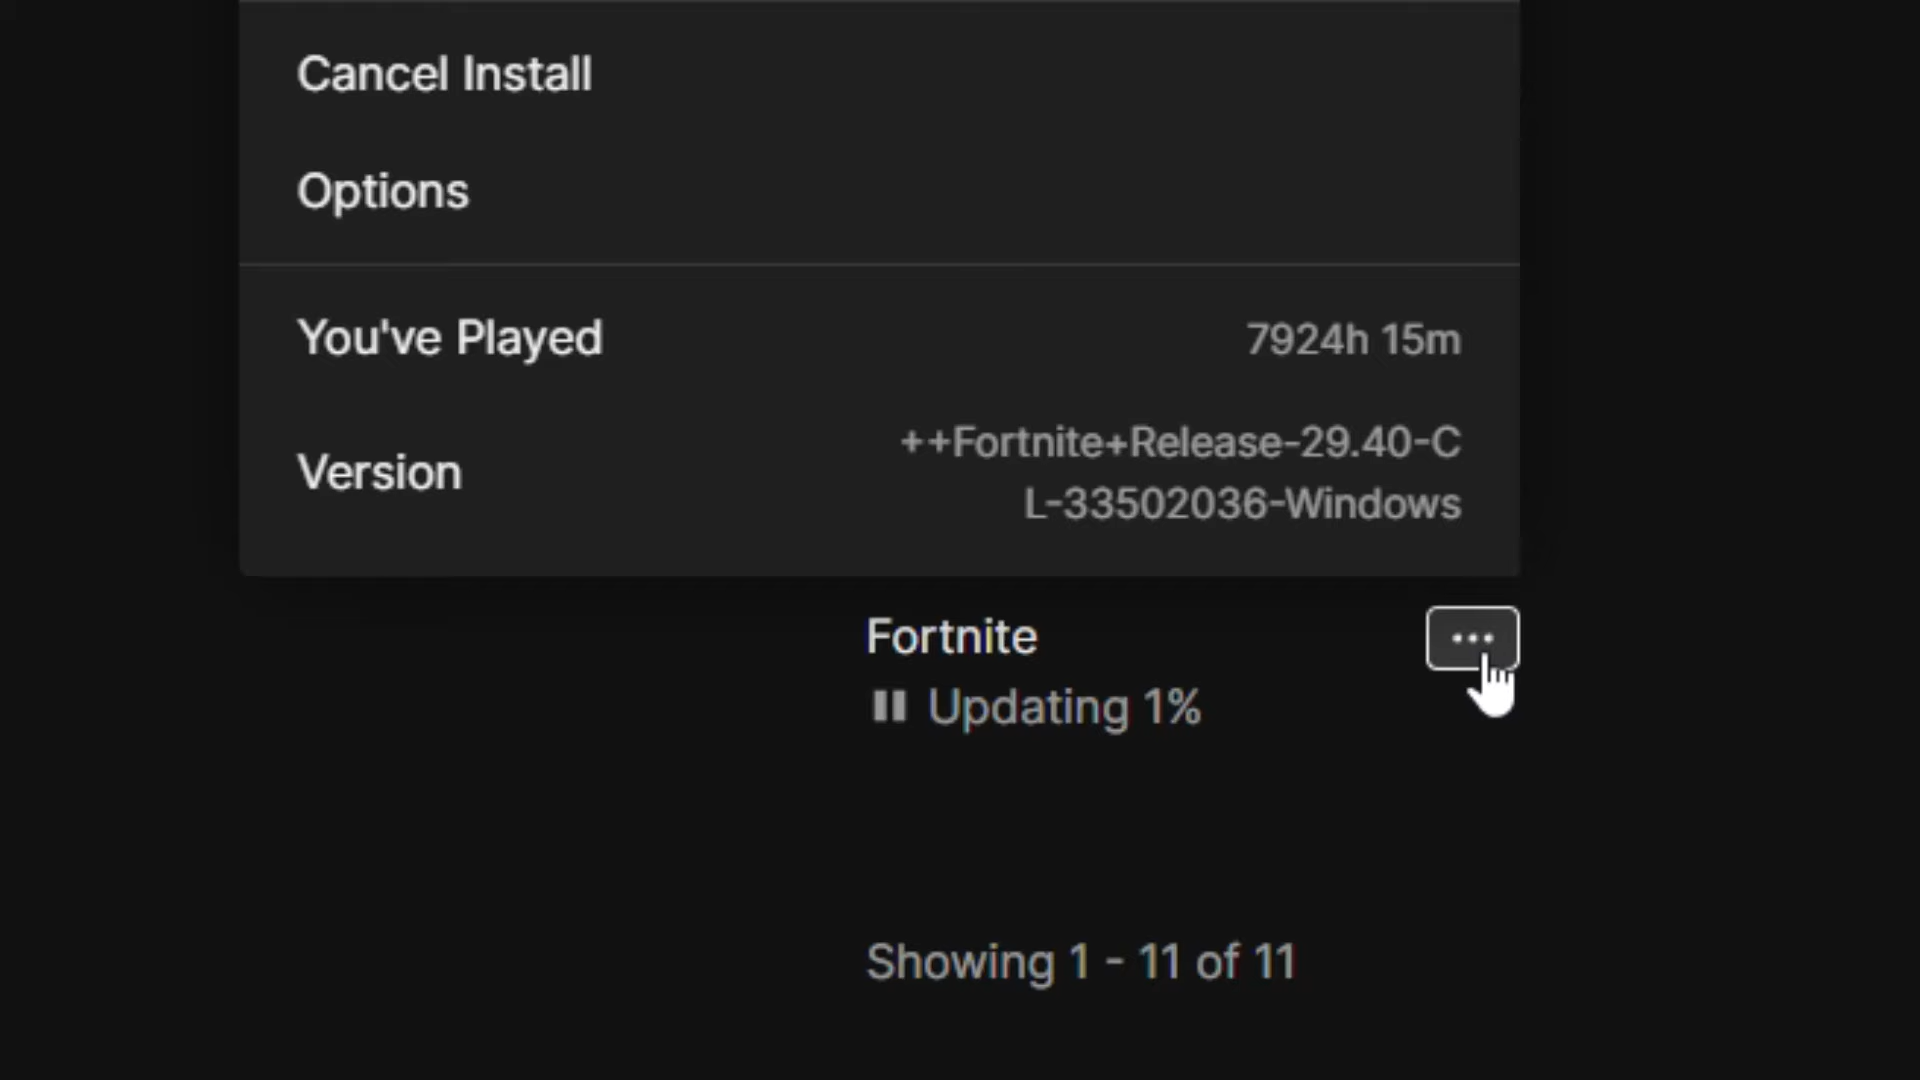 Cancel Install
Options
You've Played 7924h 15m
Version ++Fortnite+Release-29.40-C
L-33502036-Windows
Fortnite
Updating 1%
Showing 1 - 11 of 11